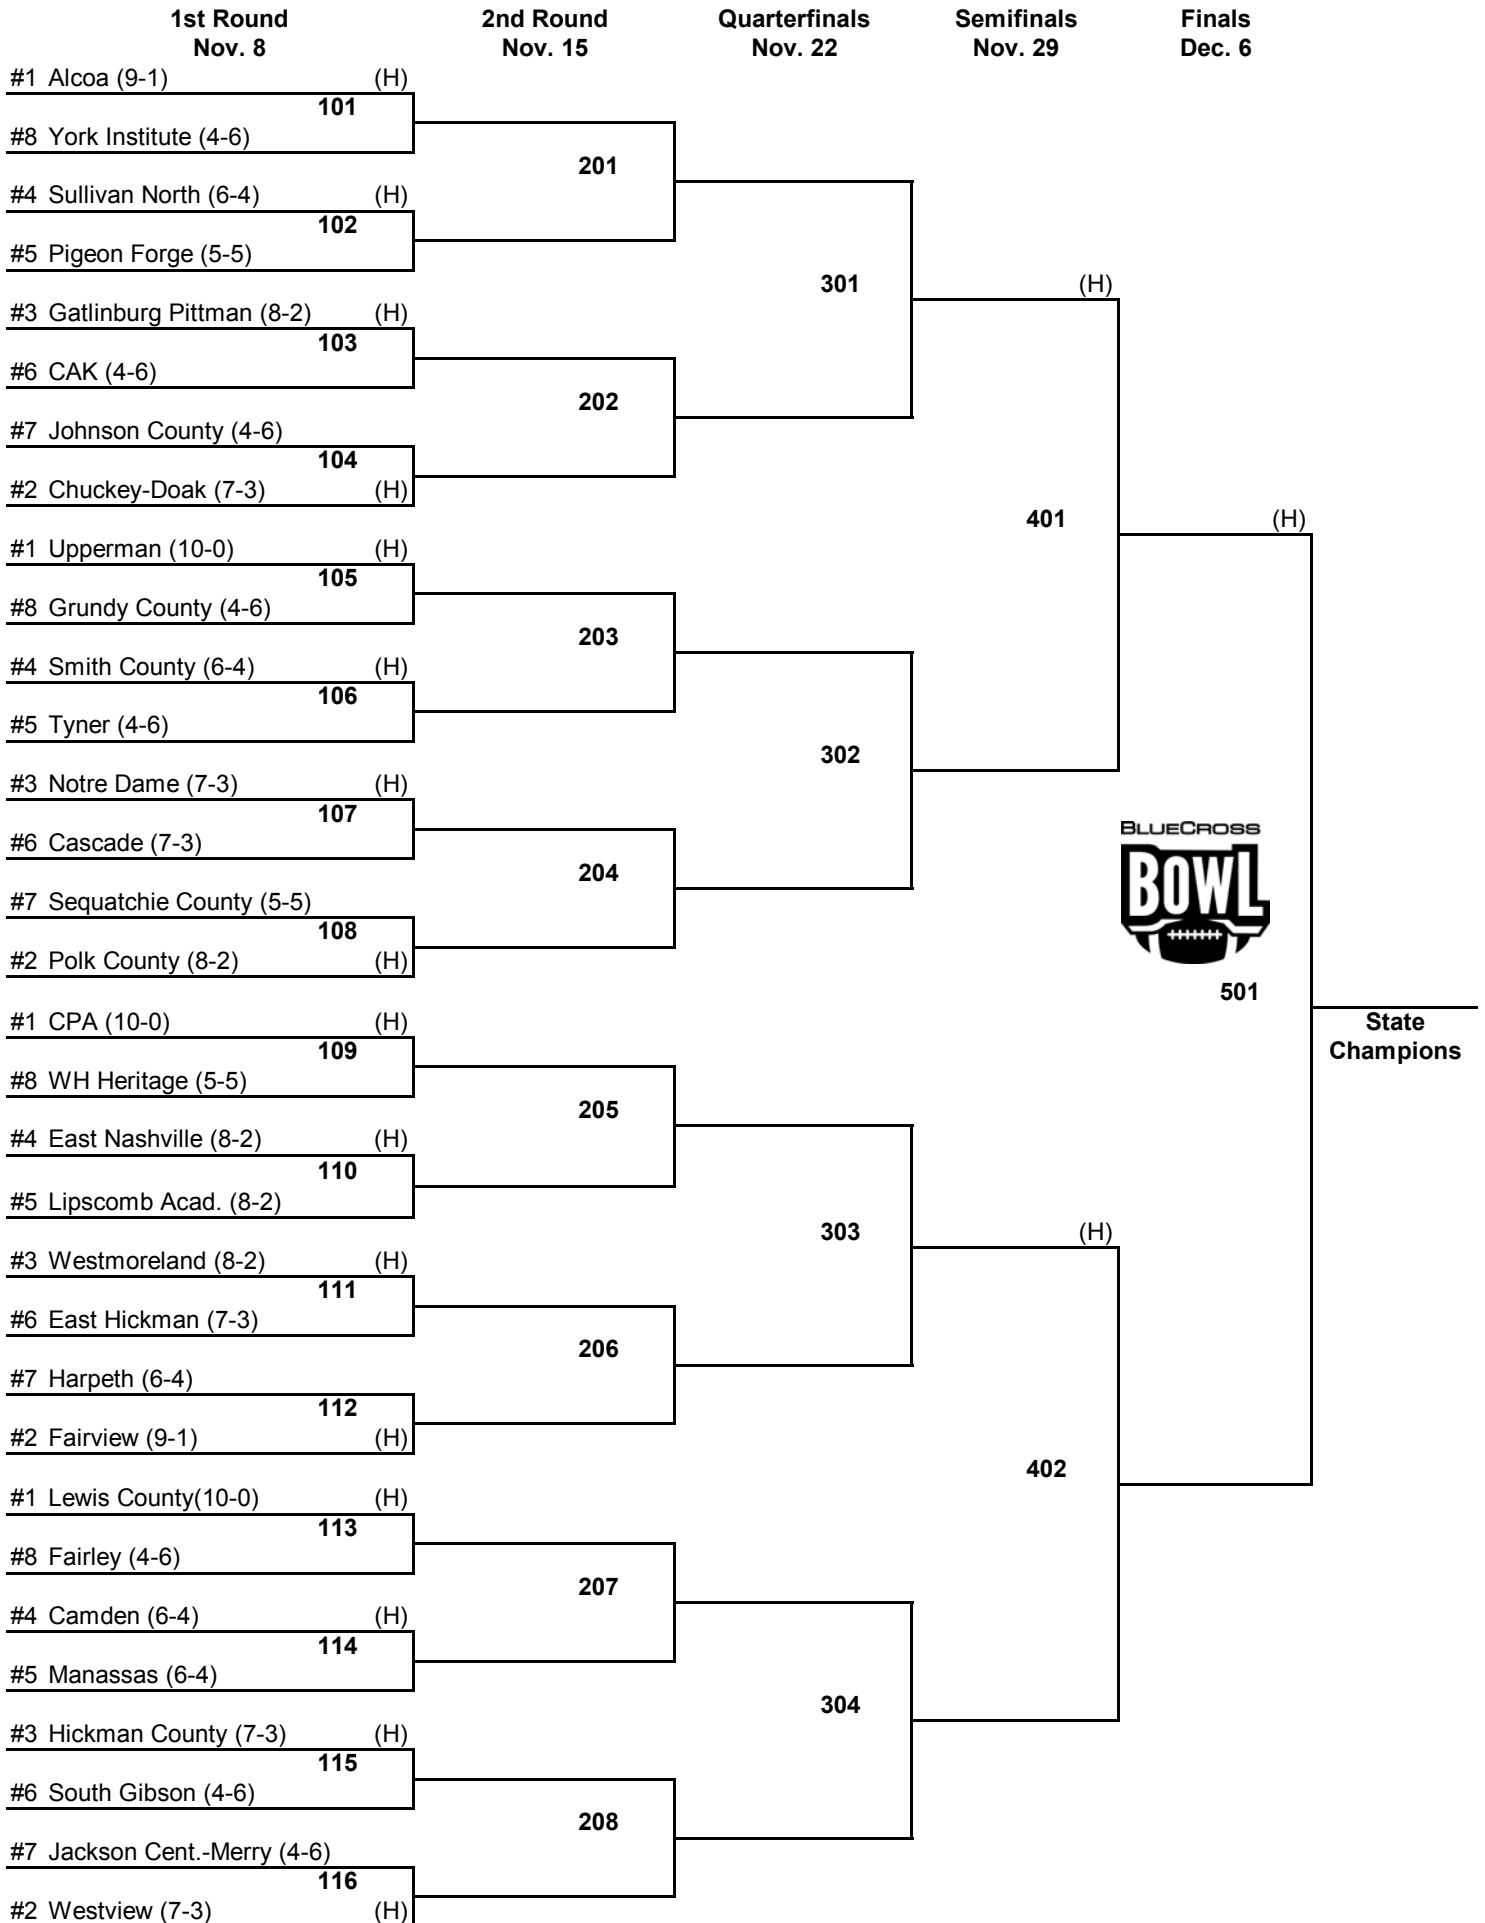 1st Round 2nd Round Quarterfinals Semifinals Finals
Nov. 8 Nov. 15 Nov. 22 Nov. 29 Dec. 6
#1 Alcoa (9-1) (H)
101
#8 York Institute (4-6)
201
#4 Sullivan North (6-4) (H)
102
#5 Pigeon Forge (5-5)
301 (H)
#3 Gatlinburg Pittman (8-2) (H)
103
#6 CAK (4-6)
202
#7 Johnson County (4-6)
104
#2 Chuckey-Doak (7-3) (H)
401 (H)
#1 Upperman (10-0) (H)
105
#8 Grundy County (4-6)
203
#4 Smith County (6-4) (H)
106
#5 Tyner (4-6)
302
#3 Notre Dame (7-3) (H)
107
BLUECROSS
#6 Cascade (7-3)
204
BOWL
#7 Sequatchie County (5-5)
108
#2 Polk County (8-2) (H)
501
#1 CPA (10-0) (H)
State
109
Champions
#8 WH Heritage (5-5)
205
#4 East Nashville (8-2) (H)
110
#5 Lipscomb Acad. (8-2)
303 (H)
#3 Westmoreland (8-2) (H)
111
#6 East Hickman (7-3)
206
#7 Harpeth (6-4)
112
#2 Fairview (9-1) (H)
402
#1 Lewis County(10-0) (H)
113
#8 Fairley (4-6)
207
#4 Camden (6-4) (H)
114
#5 Manassas (6-4)
304
#3 Hickman County (7-3) (H)
115
#6 South Gibson (4-6)
208
#7 Jackson Cent.-Merry (4-6)
116
#2 Westview (7-3) (H)